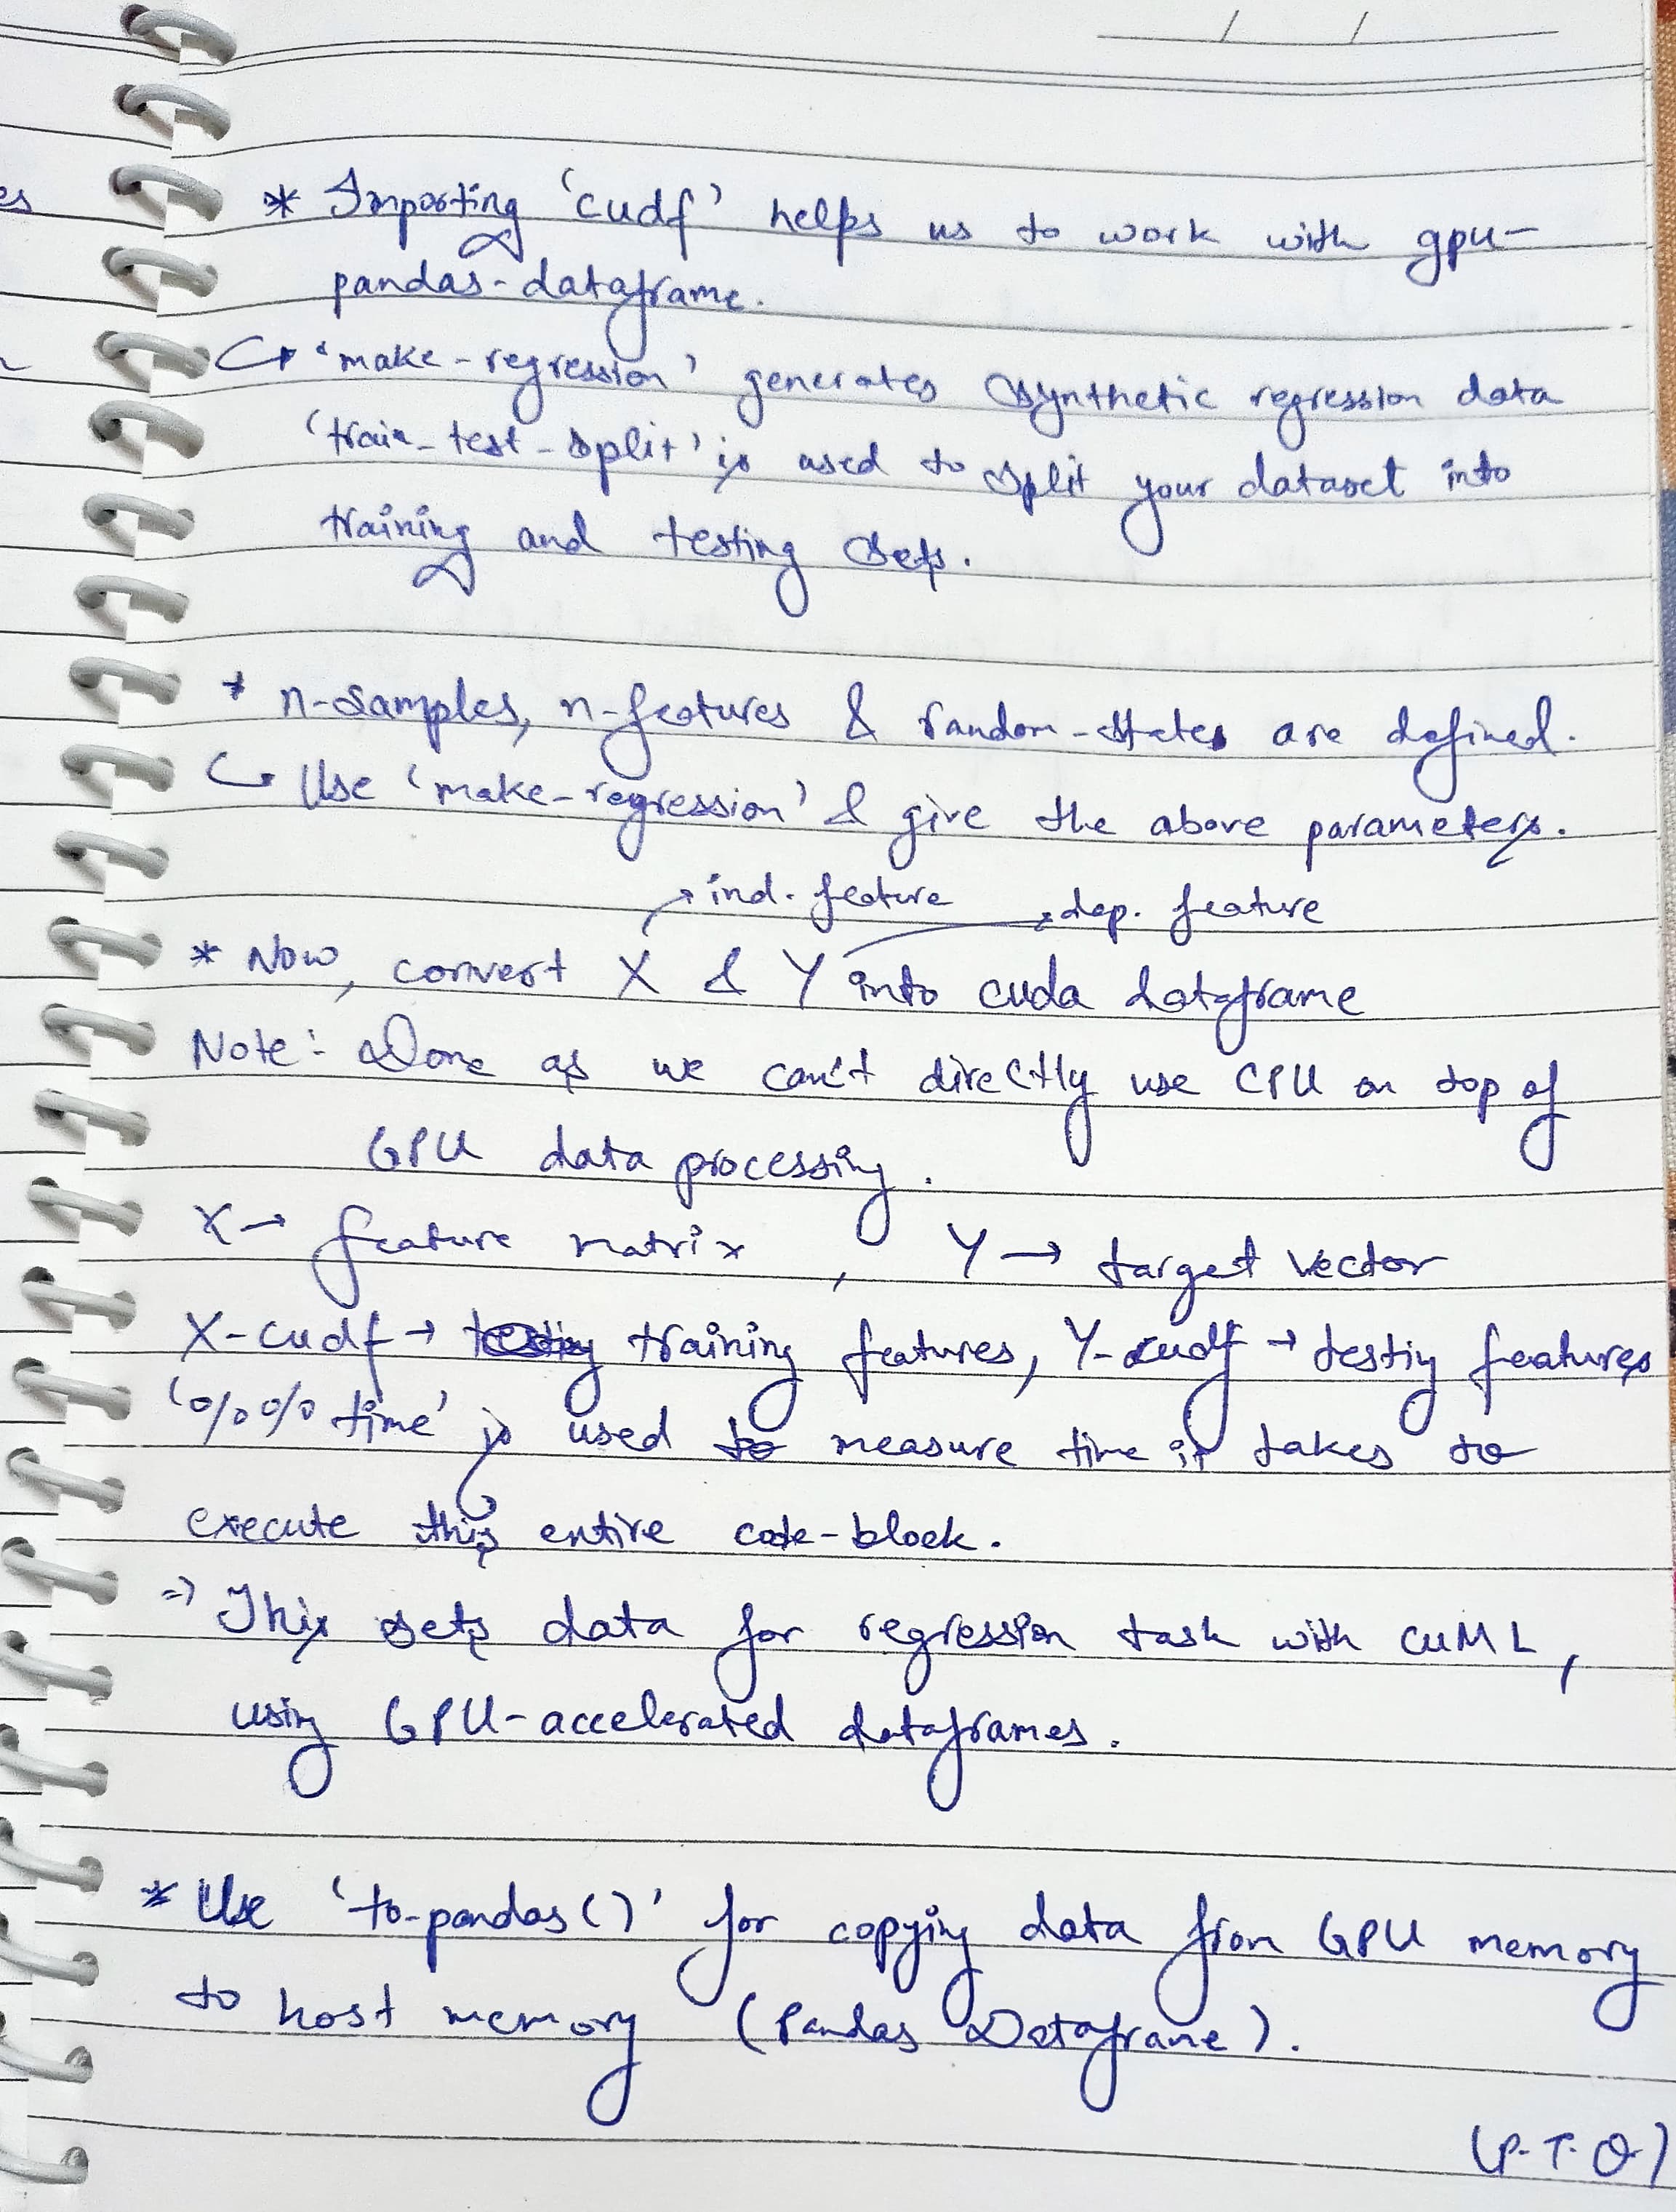 es
* Importing 'cudf' helps us to work with gpu-
pandas-dataframe.
↳ 'make-regression' generates synthetic regression data
'train-test-split' is used to split your dataset into
training and testing sets.
* n-samples, n-features & random-states are defined.
↳ Use 'make-regression' & give the above parameters.
→ ind. feature → dep. feature
* Now, convert X & Y into cuda dataframe
Note:- Done as we can't directly use CPU on top of
GPU data processing.
X → feature matrix, Y → target vector
X-cudf → training features, Y-cudf → testing features
'%%time' is used to measure time it takes to
execute this entire code-block.
=> This sets data for regression task with cuML,
using GPU-accelerated dataframes.
* Use 'to-pandas()' for copying data from GPU memory
to host memory (Pandas Dataframe).
(P.T.O)